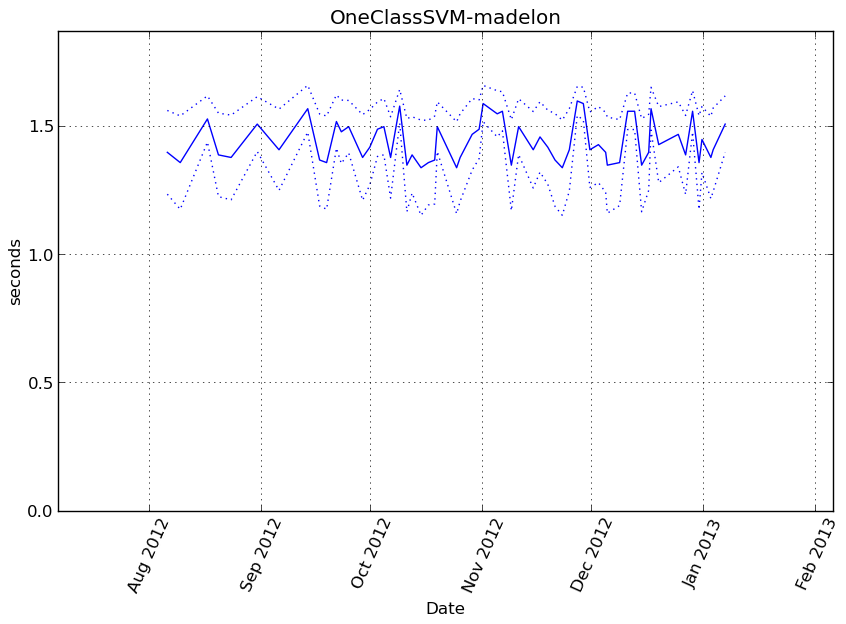 OneClassSVM-madelon
1.5
1.0
0.5
0.0
seconds
Aug 2012
Sep 2012
Oct 2012
Nov 2012
Dec 2012
Jan 2013
Feb 2013
Date